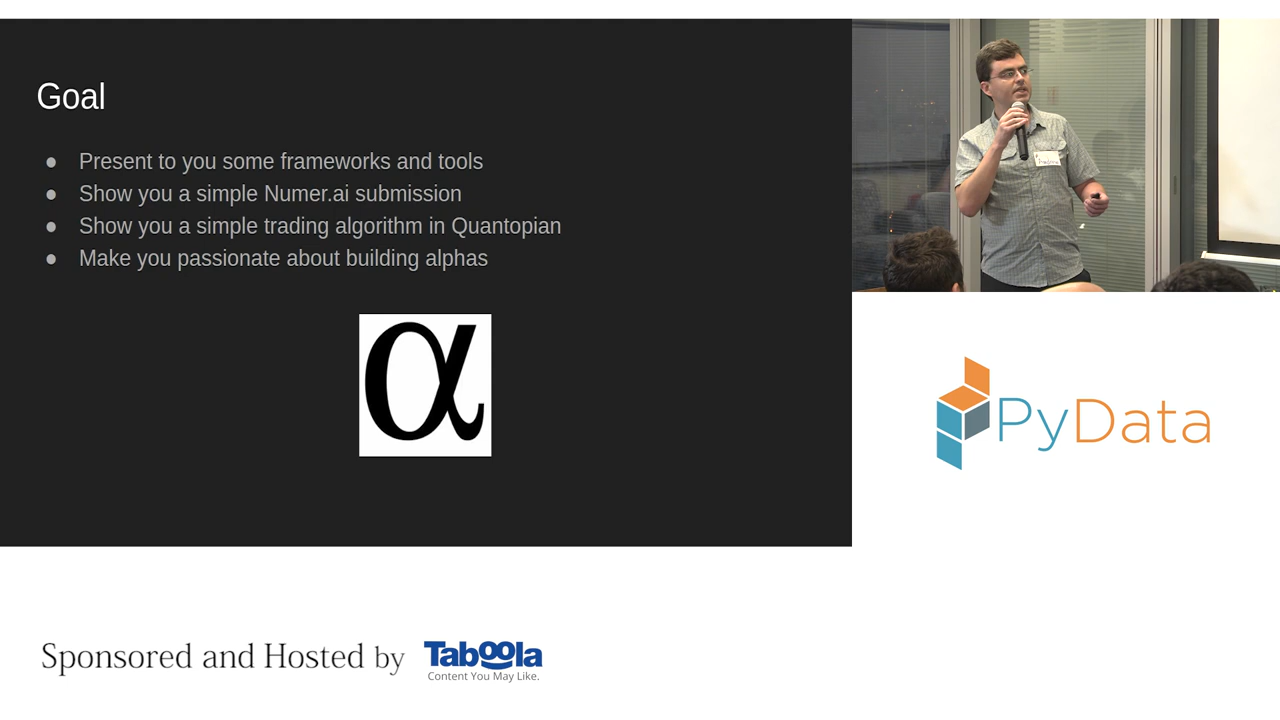 Goal
● Present to you some frameworks and tools
● Show you a simple Numer.ai submission
● Show you a simple trading algorithm in Quantopian
● Make you passionate about building alphas
α
PyData
Sponsored and Hosted by Taboola
Content You May Like.